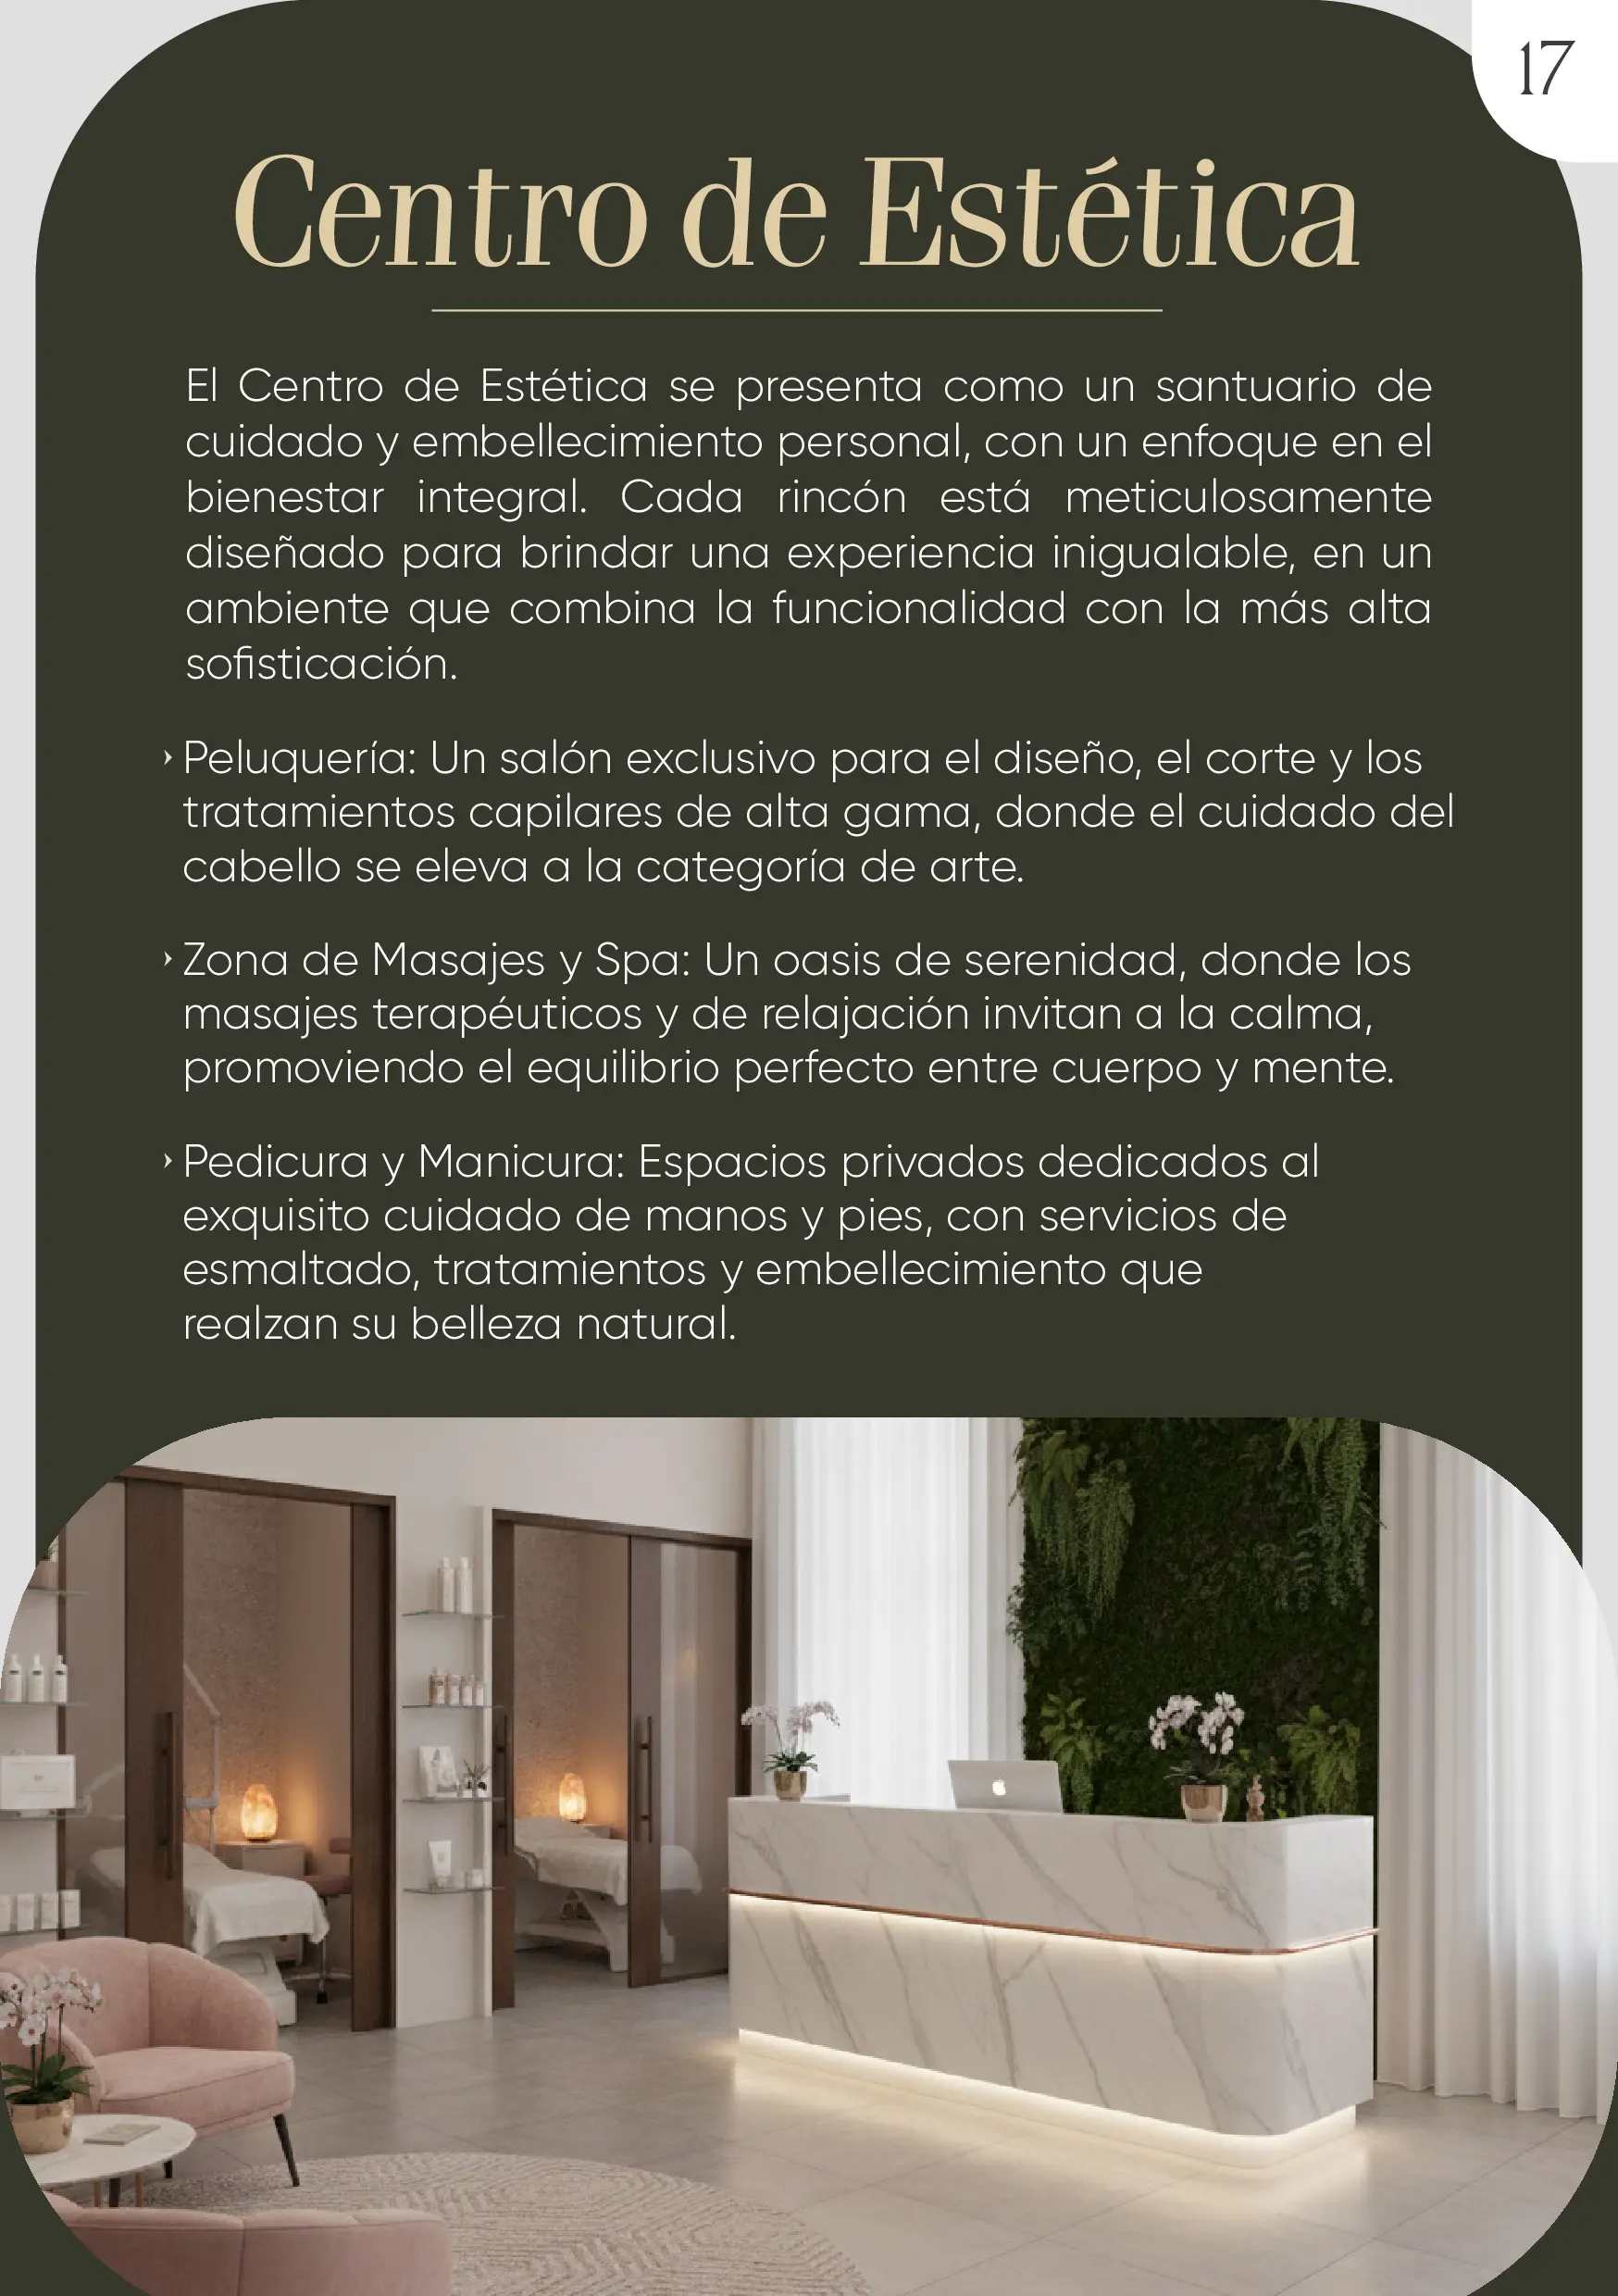 17
Centro de Estética
El Centro de Estética se presenta como un santuario de
cuidado y embellecimiento personal, con un enfoque en el
bienestar integral. Cada rincón está meticulosamente
diseñado para brindar una experiencia inigualable, en un
ambiente que combina la funcionalidad con la más alta
sofisticación.
Peluquería: Un salón exclusivo para el diseño, el corte y los
tratamientos capilares de alta gama, donde el cuidado del
cabello se eleva a la categoría de arte.
Zona de Masajes y Spa: Un oasis de serenidad, donde los
masajes terapéuticos y de relajación invitan a la calma,
promoviendo el equilibrio perfecto entre cuerpo y mente.
Pedicura y Manicura: Espacios privados dedicados al
exquisito cuidado de manos y pies, con servicios de
esmaltado, tratamientos y embellecimiento que
realzan su belleza natural.